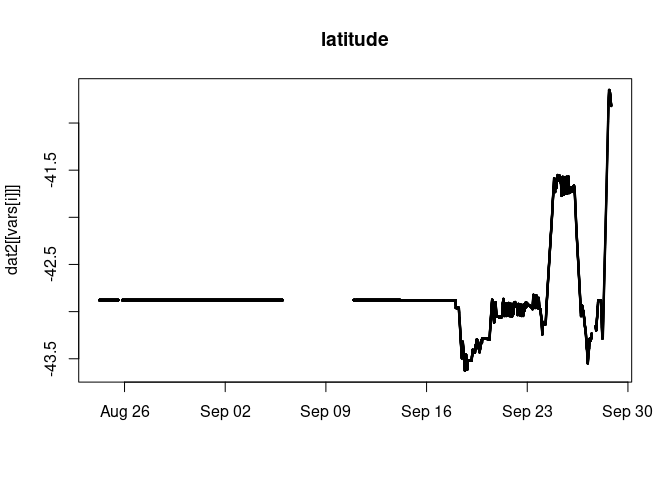 latitude
dat2[[vars[i]]]
-41.5
-42.5
-43.5
Aug 26
Sep 02
Sep 09
Sep 16
Sep 23
Sep 30